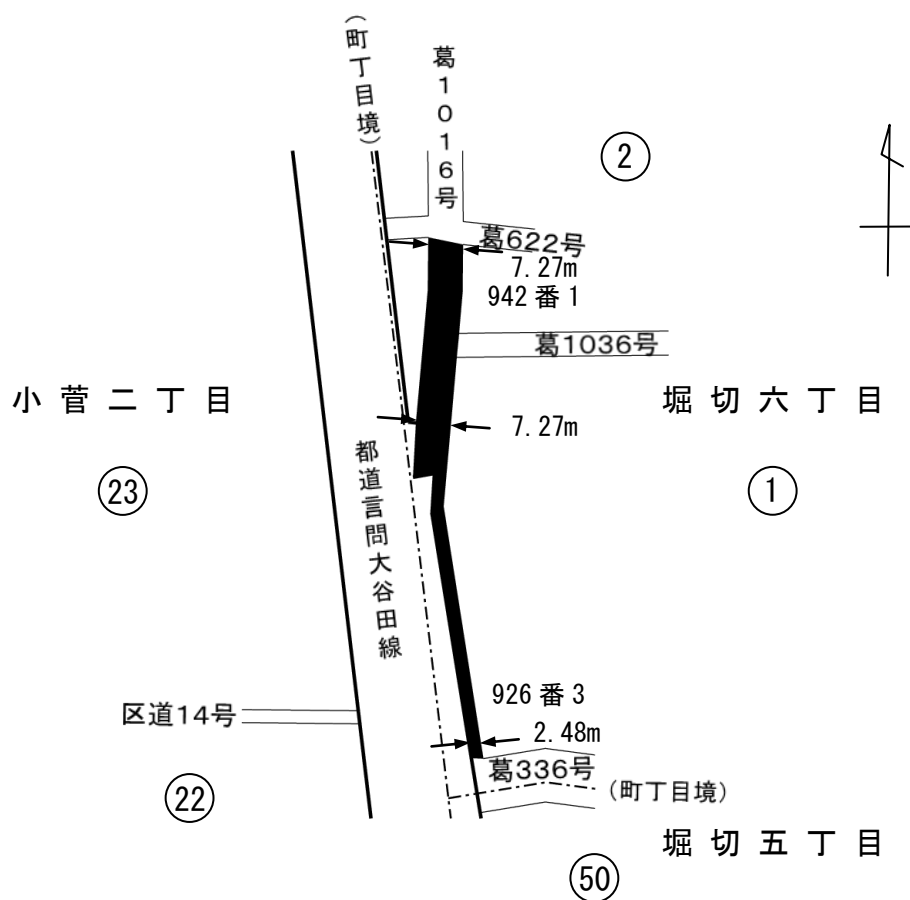 (町丁目境)
葛1016号
②
葛622号
7.27m
942番1
葛1036号
小菅二丁目
堀切六丁目
7.27m
㉓
都道言問大谷田線
①
926番3
区道14号
2.48m
葛336号
㉒
(町丁目境)
堀切五丁目
㊿